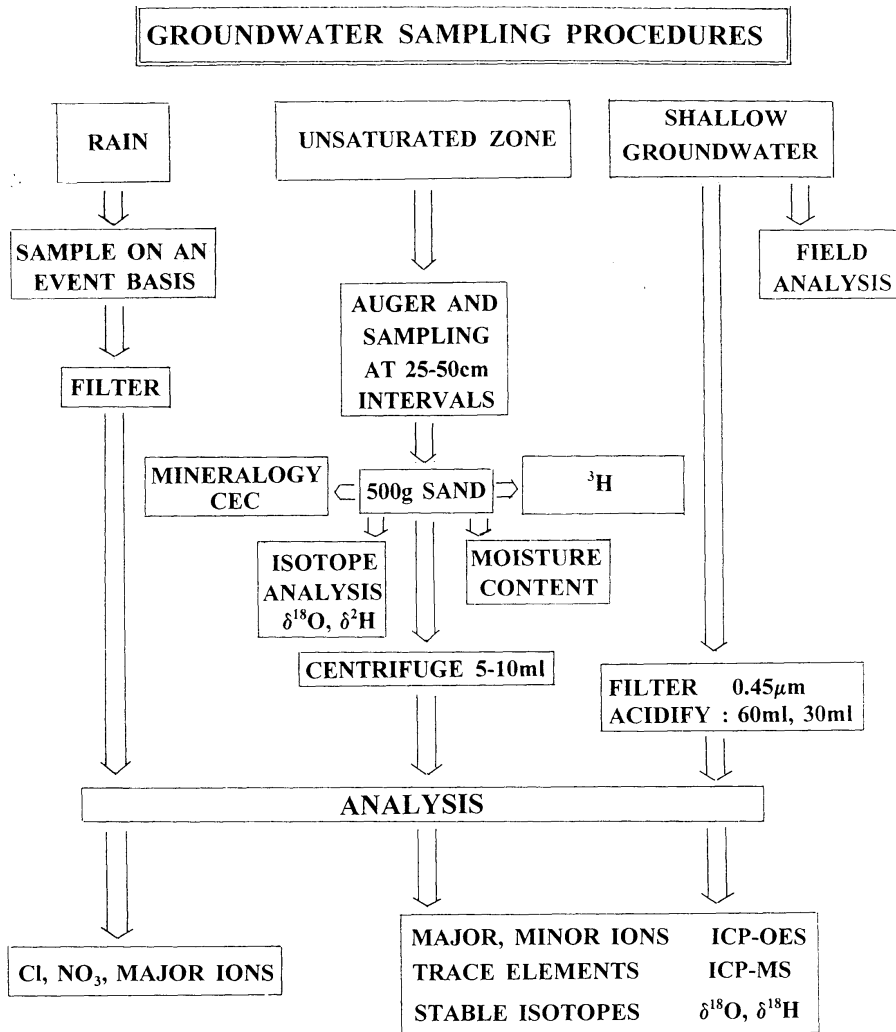 GROUNDWATER SAMPLING PROCEDURES
RAIN
UNSATURATED ZONE
SHALLOW
GROUNDWATER
SAMPLE ON AN
EVENT BASIS
FIELD
ANALYSIS
AUGER AND
SAMPLING
AT 25-50cm
INTERVALS
FILTER
MINERALOGY
CEC
500g SAND
³H
ISOTOPE
ANALYSIS
δ¹⁸O, δ²H
MOISTURE
CONTENT
CENTRIFUGE 5-10ml
FILTER 0.45μm
ACIDIFY : 60ml, 30ml
ANALYSIS
Cl, NO₃, MAJOR IONS
MAJOR, MINOR IONS ICP-OES
TRACE ELEMENTS ICP-MS
STABLE ISOTOPES δ¹⁸O, δ¹⁸H